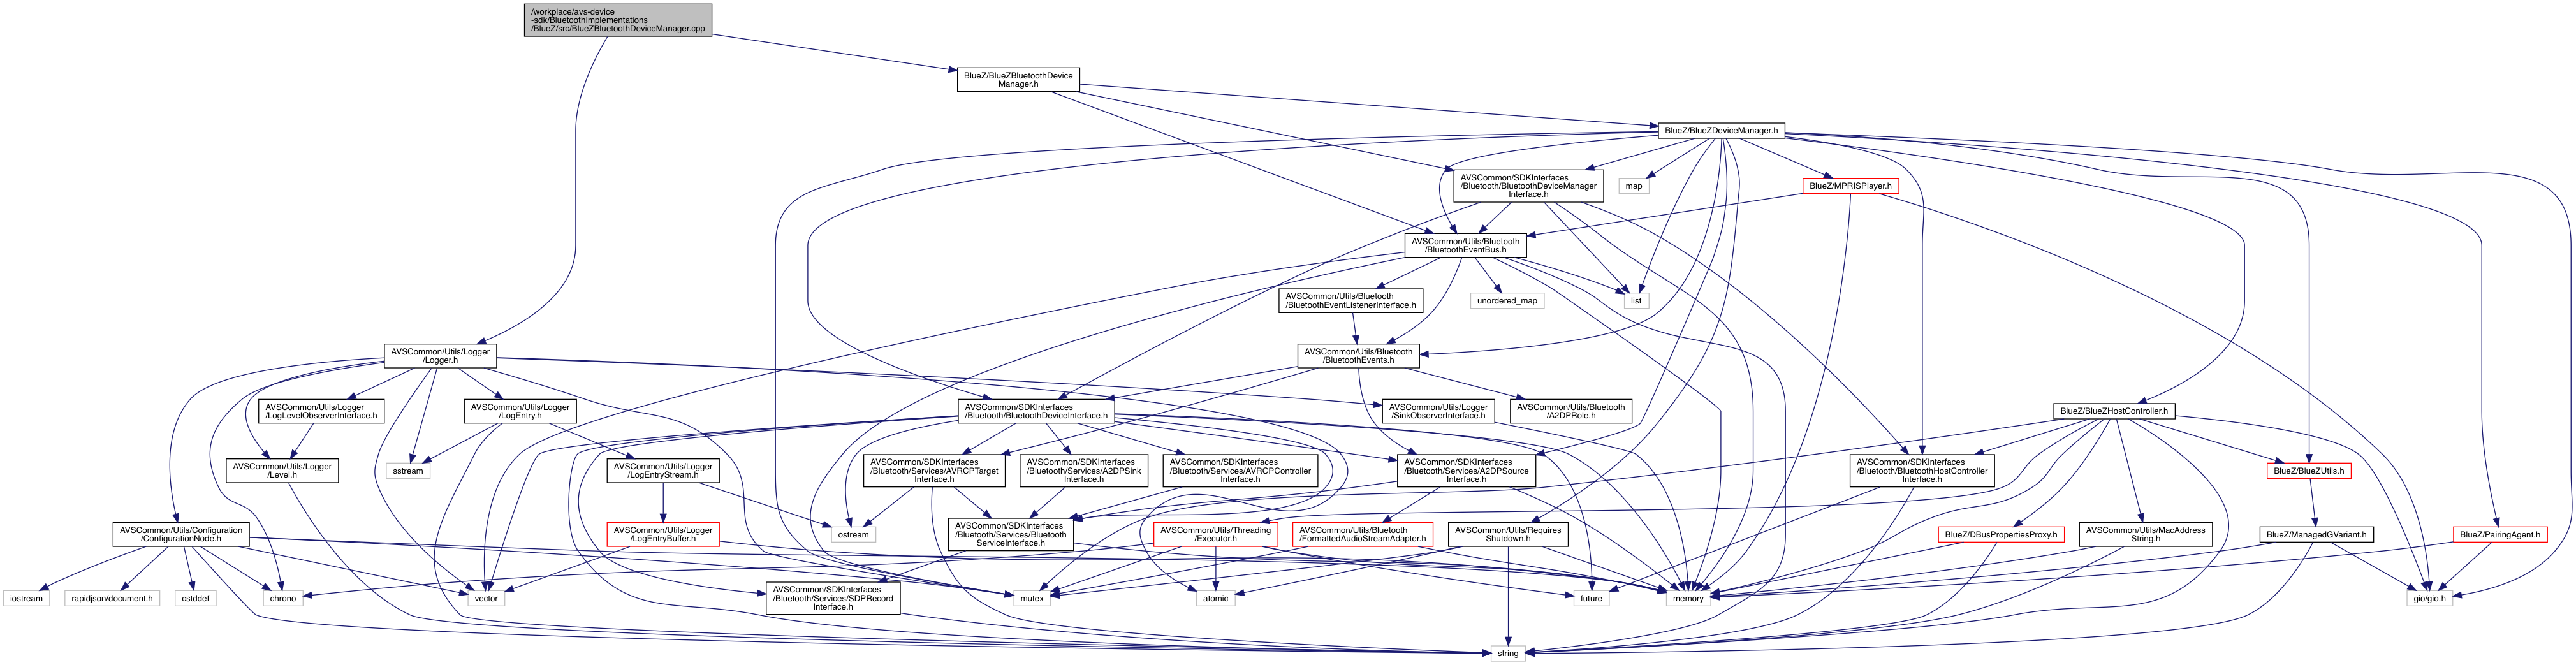 /workplace/avs-device
-sdk/BluetoothImplementations
/BlueZ/src/BlueZBluetoothDeviceManager.cpp
BlueZ/BlueZBluetoothDevice
Manager.h
BlueZ/BlueZDeviceManager.h
AVSCommon/SDKInterfaces
/Bluetooth/BluetoothDeviceManager
Interface.h
map
BlueZ/MPRISPlayer.h
AVSCommon/Utils/Bluetooth
/BluetoothEventBus.h
AVSCommon/Utils/Bluetooth
/BluetoothEventListenerInterface.h
unordered_map
list
AVSCommon/Utils/Logger
/Logger.h
AVSCommon/Utils/Bluetooth
/BluetoothEvents.h
AVSCommon/Utils/Logger
/LogLevelObserverInterface.h
AVSCommon/Utils/Logger
/LogEntry.h
AVSCommon/SDKInterfaces
/Bluetooth/BluetoothDeviceInterface.h
AVSCommon/Utils/Logger
/SinkObserverInterface.h
AVSCommon/Utils/Bluetooth
/A2DPRole.h
BlueZ/BlueZHostController.h
AVSCommon/Utils/Logger
/Level.h
sstream
AVSCommon/Utils/Logger
/LogEntryStream.h
AVSCommon/SDKInterfaces
/Bluetooth/Services/AVRCPTarget
Interface.h
AVSCommon/SDKInterfaces
/Bluetooth/Services/A2DPSink
Interface.h
AVSCommon/SDKInterfaces
/Bluetooth/Services/AVRCPController
Interface.h
AVSCommon/SDKInterfaces
/Bluetooth/Services/A2DPSource
Interface.h
AVSCommon/SDKInterfaces
/Bluetooth/BluetoothHostController
Interface.h
BlueZ/BlueZUtils.h
AVSCommon/Utils/Configuration
/ConfigurationNode.h
AVSCommon/Utils/Logger
/LogEntryBuffer.h
ostream
AVSCommon/SDKInterfaces
/Bluetooth/Services/Bluetooth
ServiceInterface.h
AVSCommon/Utils/Threading
/Executor.h
AVSCommon/Utils/Bluetooth
/FormattedAudioStreamAdapter.h
AVSCommon/Utils/Requires
Shutdown.h
BlueZ/DBusPropertiesProxy.h
AVSCommon/Utils/MacAddress
String.h
BlueZ/ManagedGVariant.h
BlueZ/PairingAgent.h
iostream
rapidjson/document.h
cstddef
chrono
vector
AVSCommon/SDKInterfaces
/Bluetooth/Services/SDPRecord
Interface.h
mutex
atomic
future
memory
gio/gio.h
string